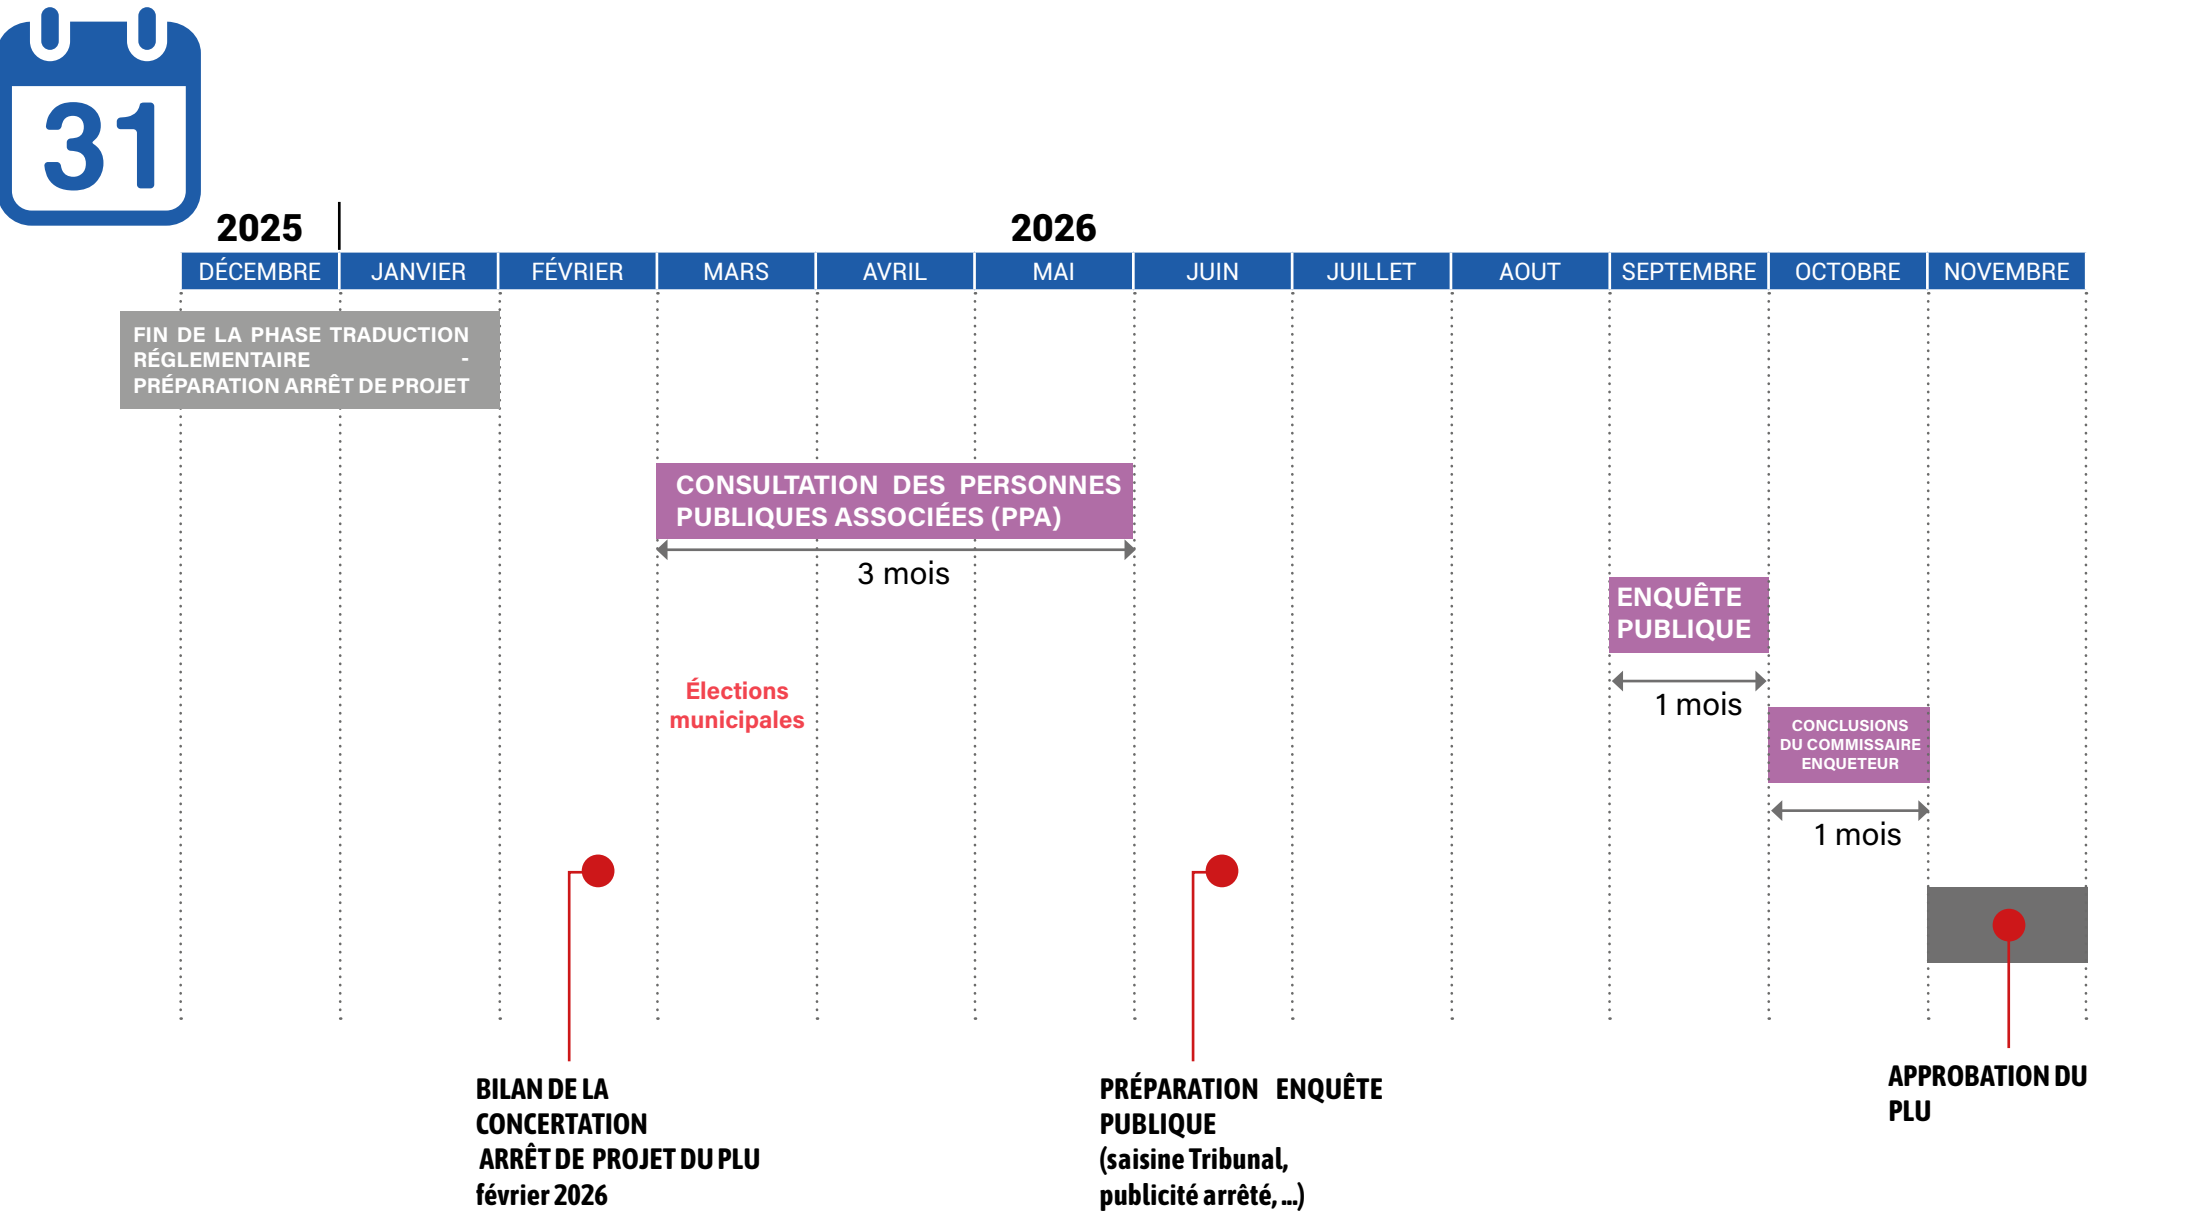 31
2025
2026
DÉCEMBRE
JANVIER
FÉVRIER
MARS
AVRIL
MAI
JUIN
JUILLET
AOUT
SEPTEMBRE
OCTOBRE
NOVEMBRE
FIN DE LA PHASE TRADUCTION
RÉGLEMENTAIRE -
PRÉPARATION ARRÊT DE PROJET
CONSULTATION DES PERSONNES
PUBLIQUES ASSOCIÉES (PPA)
3 mois
ENQUÊTE
PUBLIQUE
1 mois
Élections
municipales
CONCLUSIONS
DU COMMISSAIRE
ENQUETEUR
1 mois
BILAN DE LA
CONCERTATION
ARRÊT DE PROJET DU PLU
février 2026
PRÉPARATION ENQUÊTE
PUBLIQUE
(saisine Tribunal,
publicité arrêté, ...)
APPROBATION DU
PLU